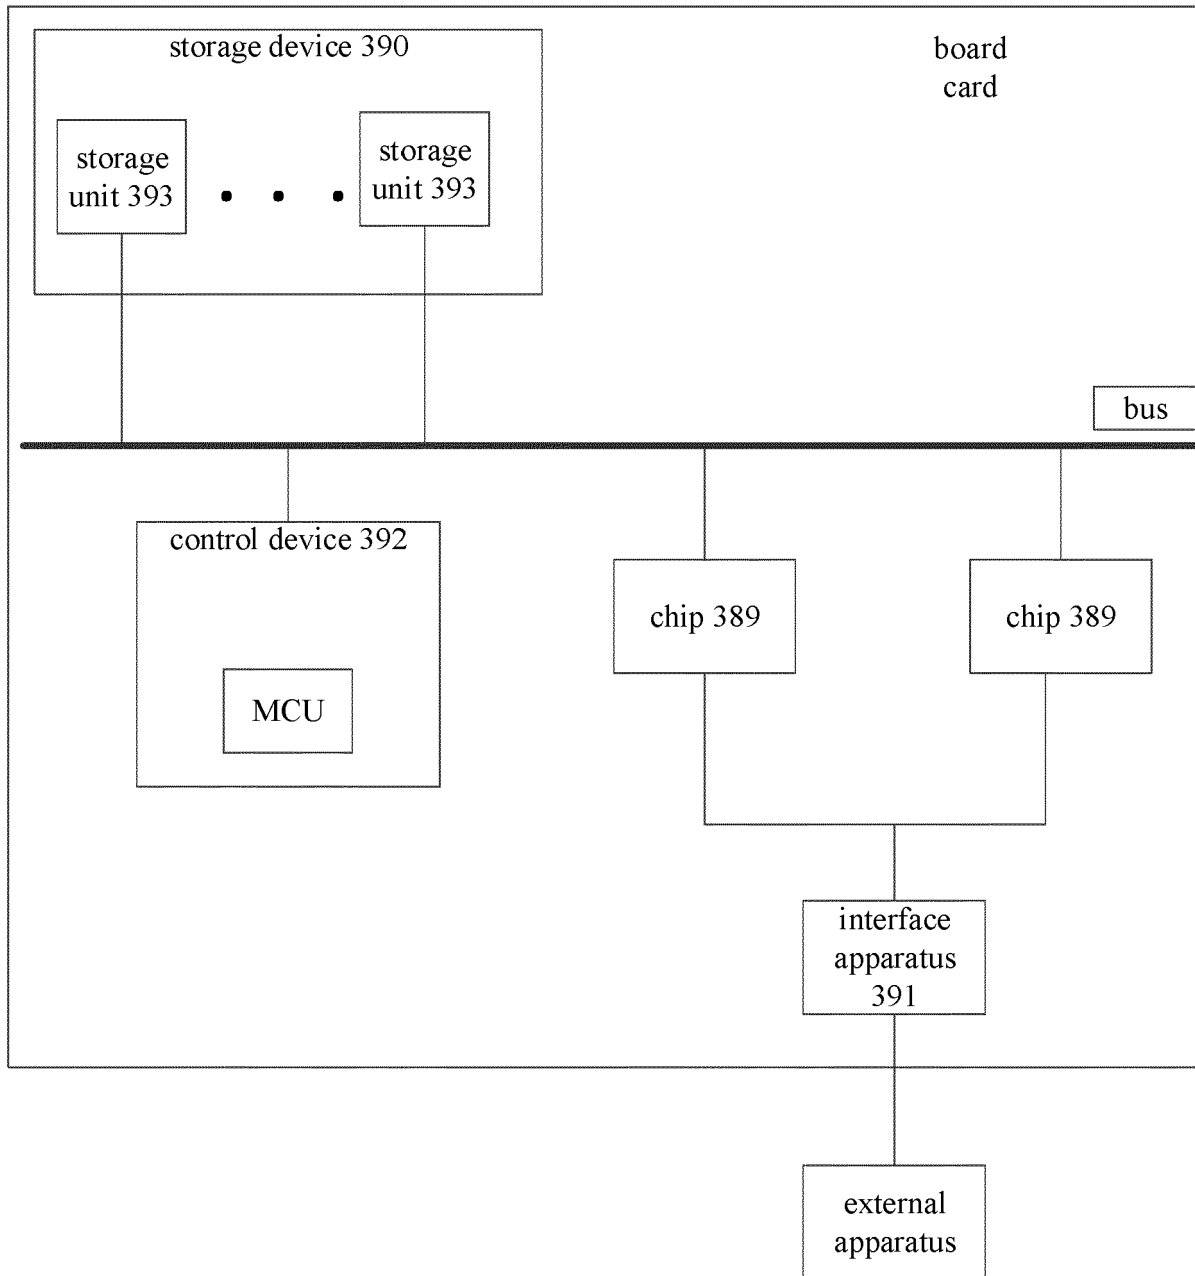 storage device 390
board
card
storage
unit 393
storage
unit 393
bus
control device 392
chip 389
chip 389
MCU
interface
apparatus
391
external
apparatus